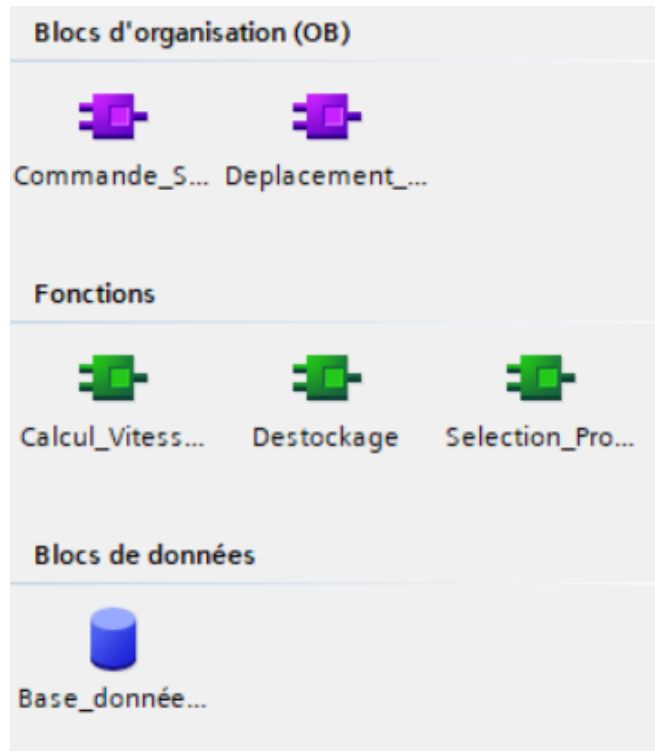 Blocs d'organisation (OB)
Commande_S... Deplacement_...
Fonctions
Calcul_Vitess... Destockage Selection_Pro...
Blocs de données
Base_donnée...